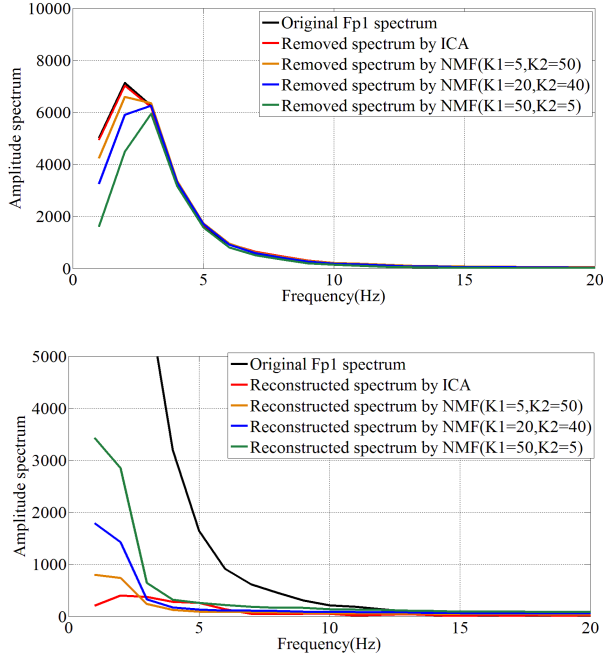 10000
8000
6000
4000
2000
0
Amplitude spectrum
Original Fp1 spectrum
Removed spectrum by ICA
Removed spectrum by NMF(K1=5,K2=50)
Removed spectrum by NMF(K1=20,K2=40)
Removed spectrum by NMF(K1=50,K2=5)
0 5 10 15 20
Frequency(Hz)
5000
4000
3000
2000
1000
0
Amplitude spectrum
Original Fp1 spectrum
Reconstructed spectrum by ICA
Reconstructed spectrum by NMF(K1=5,K2=50)
Reconstructed spectrum by NMF(K1=20,K2=40)
Reconstructed spectrum by NMF(K1=50,K2=5)
0 5 10 15 20
Frequency(Hz)